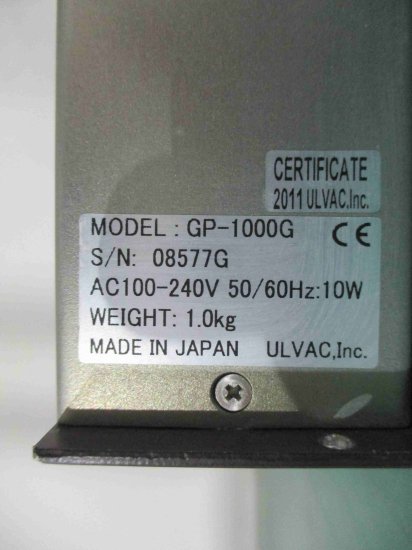 CERTIFICATE
2011 ULVAC,Inc.
MODEL : GP-1000G CE
S/N: 08577G
AC100-240V 50/60Hz:10W
WEIGHT: 1.0kg
MADE IN JAPAN ULVAC,Inc.